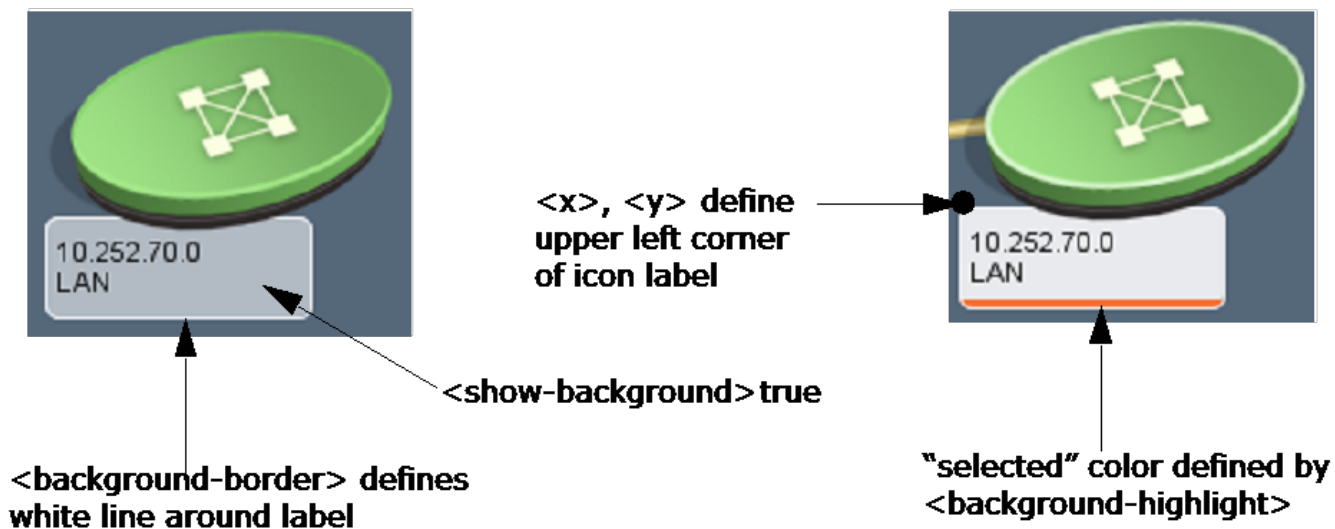 10.252.70.0
LAN
<show-background>true
<background-border> defines
white line around label
<x>, <y> define
upper left corner
of icon label
10.252.70.0
LAN
“selected” color defined by
<background-highlight>